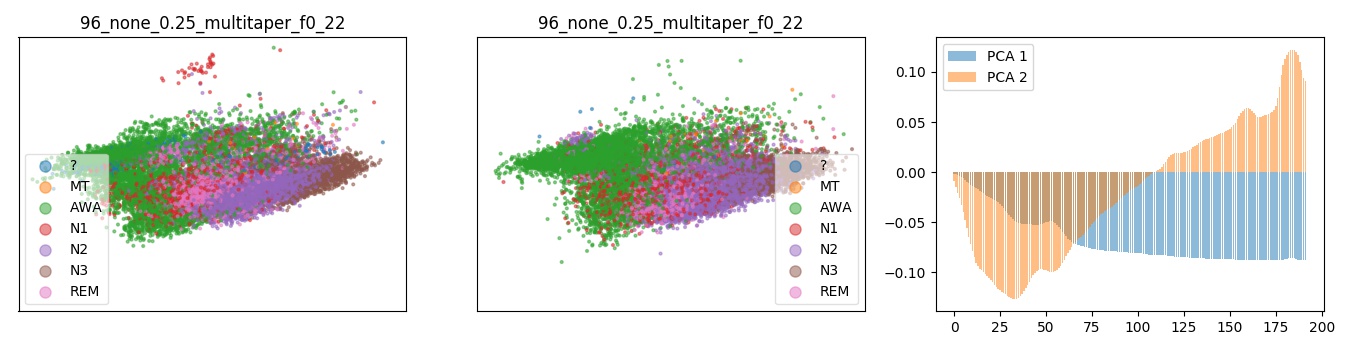 96_none_0.25_multitaper_f0_22
?
MT
AWA
N1
N2
N3
REM
96_none_0.25_multitaper_f0_22
?
MT
AWA
N1
N2
N3
REM
PCA 1
PCA 2
0.10
0.05
0.00
−0.05
−0.10
0 25 50 75 100 125 150 175 200